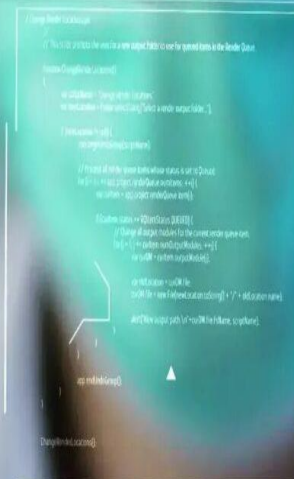 // This script prompts the user for a new output folder to use for queued items in the Render Queue.
function ChangeRenderLocations()
{
var scriptName = "Change Render Locations";
var newLocation = Folder.selectDialog("Select a render output folder...");
if (newLocation != null) {
app.beginUndoGroup(scriptName);
// Process all render queue items whose status is set to Queued.
for (i = 1; i <= app.project.renderQueue.numItems; ++i) {
var curItem = app.project.renderQueue.item(i);
if (curItem.status == RQItemStatus.QUEUED) {
// Change all output modules for the current render queue item.
for (j = 1; j <= curItem.numOutputModules; ++j) {
var curOM = curItem.outputModule(j);
var oldLocation = curOM.file;
curOM.file = new File(newLocation.toString() + "/" + oldLocation.name);
alert("New output path:\n"+curOM.file.fsName, scriptName);
}
}
}
app.endUndoGroup();
}
}
ChangeRenderLocations();